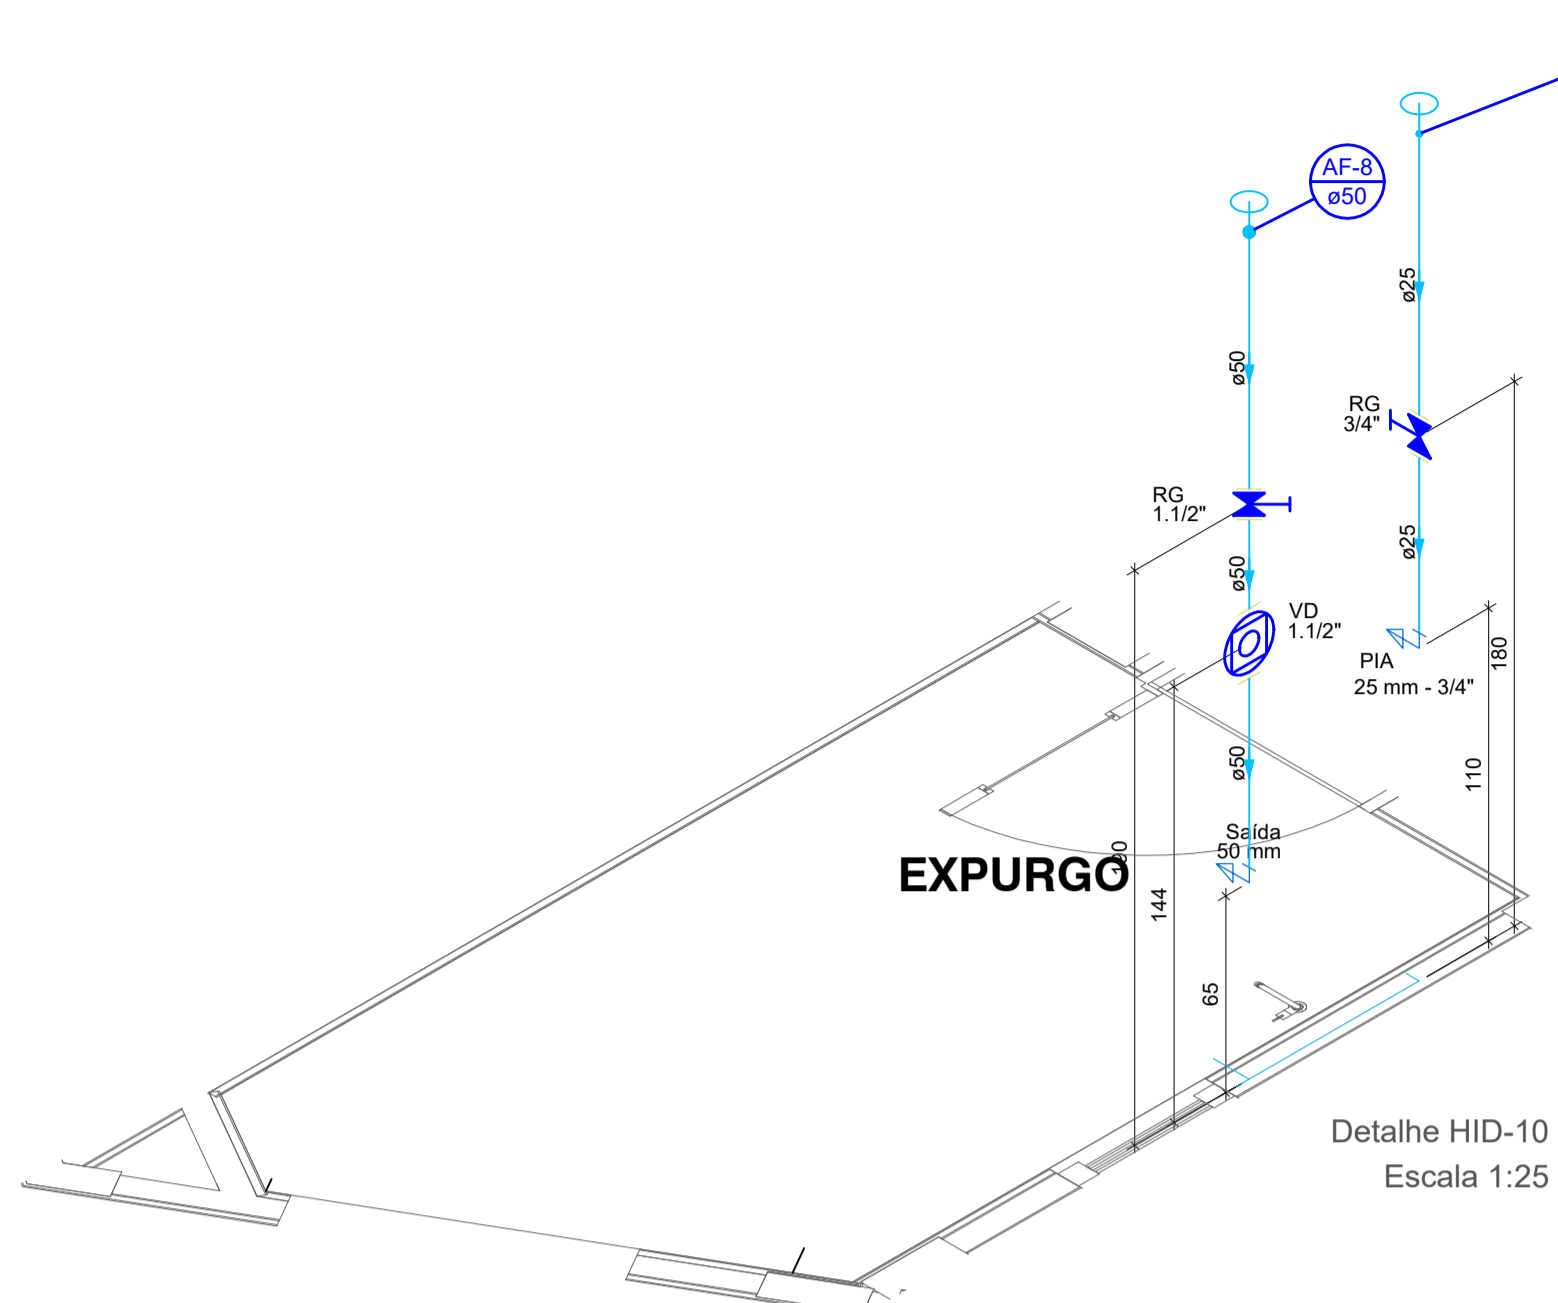 AF-8
ø50
ø25
ø50
RG
3/4"
RG
1.1/2"
ø25
ø50
VD
1.1/2"
180
PIA
25 mm - 3/4"
ø50
110
Saída
50 mm
190
EXPURGO
144
65
Detalhe HID-10
Escala 1:25